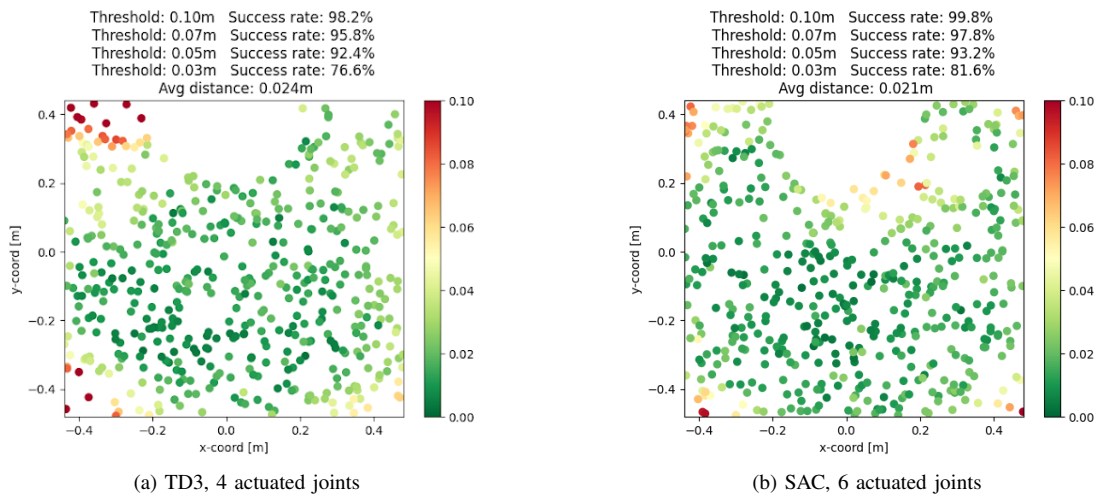 Threshold: 0.10m Success rate: 98.2%
Threshold: 0.07m Success rate: 95.8%
Threshold: 0.05m Success rate: 92.4%
Threshold: 0.03m Success rate: 76.6%
Avg distance: 0.024m
0.4
0.2
0.0
−0.2
−0.4
y-coord [m]
−0.4 −0.2 0.0 0.2 0.4
x-coord [m]
0.10
0.08
0.06
0.04
0.02
0.00
(a) TD3, 4 actuated joints
Threshold: 0.10m Success rate: 99.8%
Threshold: 0.07m Success rate: 97.8%
Threshold: 0.05m Success rate: 93.2%
Threshold: 0.03m Success rate: 81.6%
Avg distance: 0.021m
0.4
0.2
0.0
−0.2
−0.4
y-coord [m]
−0.4 −0.2 0.0 0.2 0.4
x-coord [m]
0.10
0.08
0.06
0.04
0.02
0.00
(b) SAC, 6 actuated joints